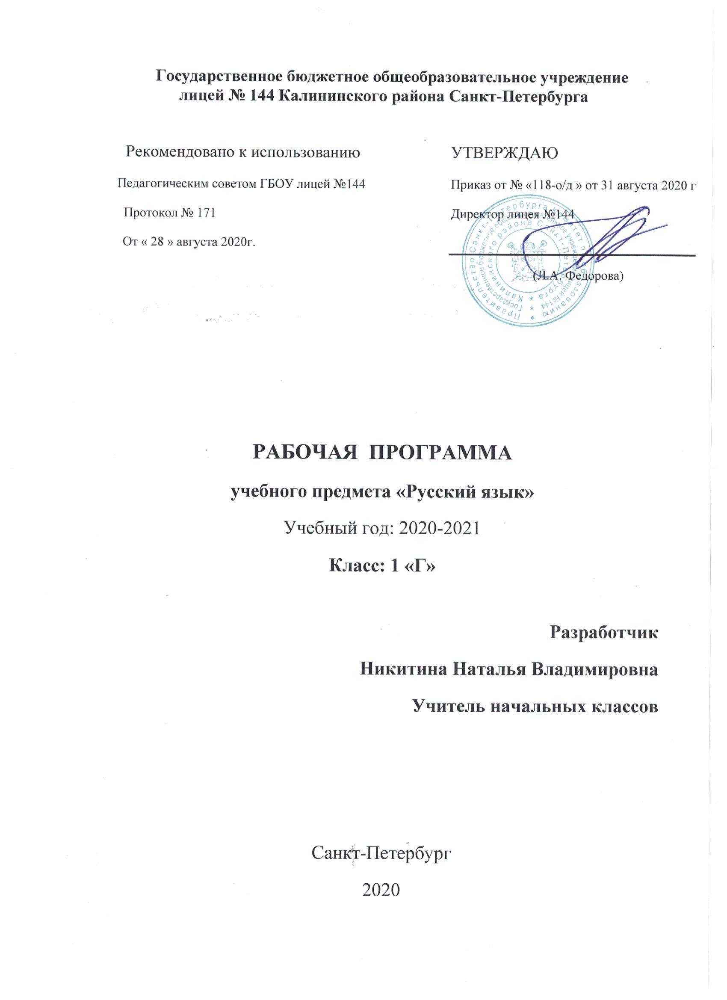 Государственное бюджетное общеобразовательное учреждение
лицей № 144 Калининского района Санкт-Петербурга
Рекомендовано к использованию
Педагогическим советом ГБОУ лицей №144
Протокол № 171
От « 28 » августа 2020г.
УТВЕРЖДАЮ
Приказ от № «118-о/д » от 31 августа 2020 г
Директор лицея №144
(Л.А. Федорова)
Правительство Санкт-Петербурга Комитет по образованию *
Государственное бюджетное общеобразовательное учреждение лицей №144 *
Калининского района Санкт-Петербурга *
РАБОЧАЯ ПРОГРАММА
учебного предмета «Русский язык»
Учебный год: 2020-2021
Класс: 1 «Г»
Разработчик
Никитина Наталья Владимировна
Учитель начальных классов
Санкт-Петербург
2020